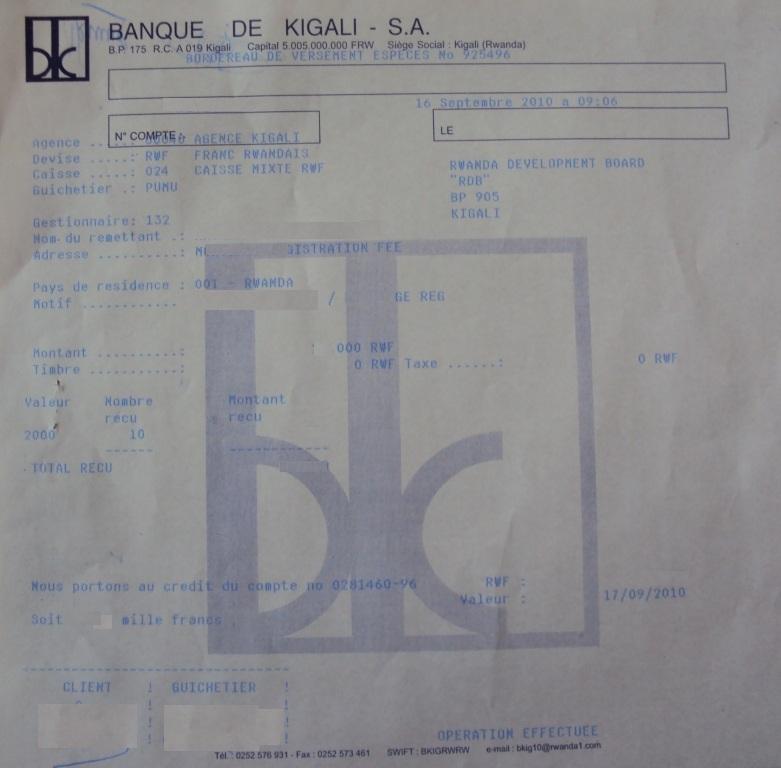 BANQUE DE KIGALI - S.A.
B.P. 175 R.C. A 019 Kigali Capital 5.005.000.000 FRW Siège Social : Kigali (Rwanda)
BORDEREAU DE VERSEMENT ESPECES No 925496
16 Septembre 2010 a 09:06
N° COMPTE :
LE
Agence ..... AGENCE KIGALI
Devise .....: RWF FRANC RWANDAIS
Caisse .....: 024 CAISSE MIXTE RWF
Guichetier .: PUMU
RWANDA DEVELOPMENT BOARD
"RDB"
BP 905
KIGALI
Gestionnaire: 132
Nom du remettant .:
Adresse ..........: ISTRATION FEE
Pays de residence : 001 - RWANDA
Motif ............ / GE REG
Montant ..........: 000 RWF
Timbre ...........: 0 RWF Taxe ......: 0 RWF
Valeur Nombre Montant
recu recu
2000 10
TOTAL RECU
Nous portons au credit du compte no 0281460-96 RWF :
Valeur : 17/09/2010
Soit mille francs
CLIENT ! GUICHETIER !
OPERATION EFFECTUEE
Tél. : 0252 576 931 - Fax : 0252 573 461 SWIFT : BKIGRWRW e-mail : bkig10@rwanda1.com